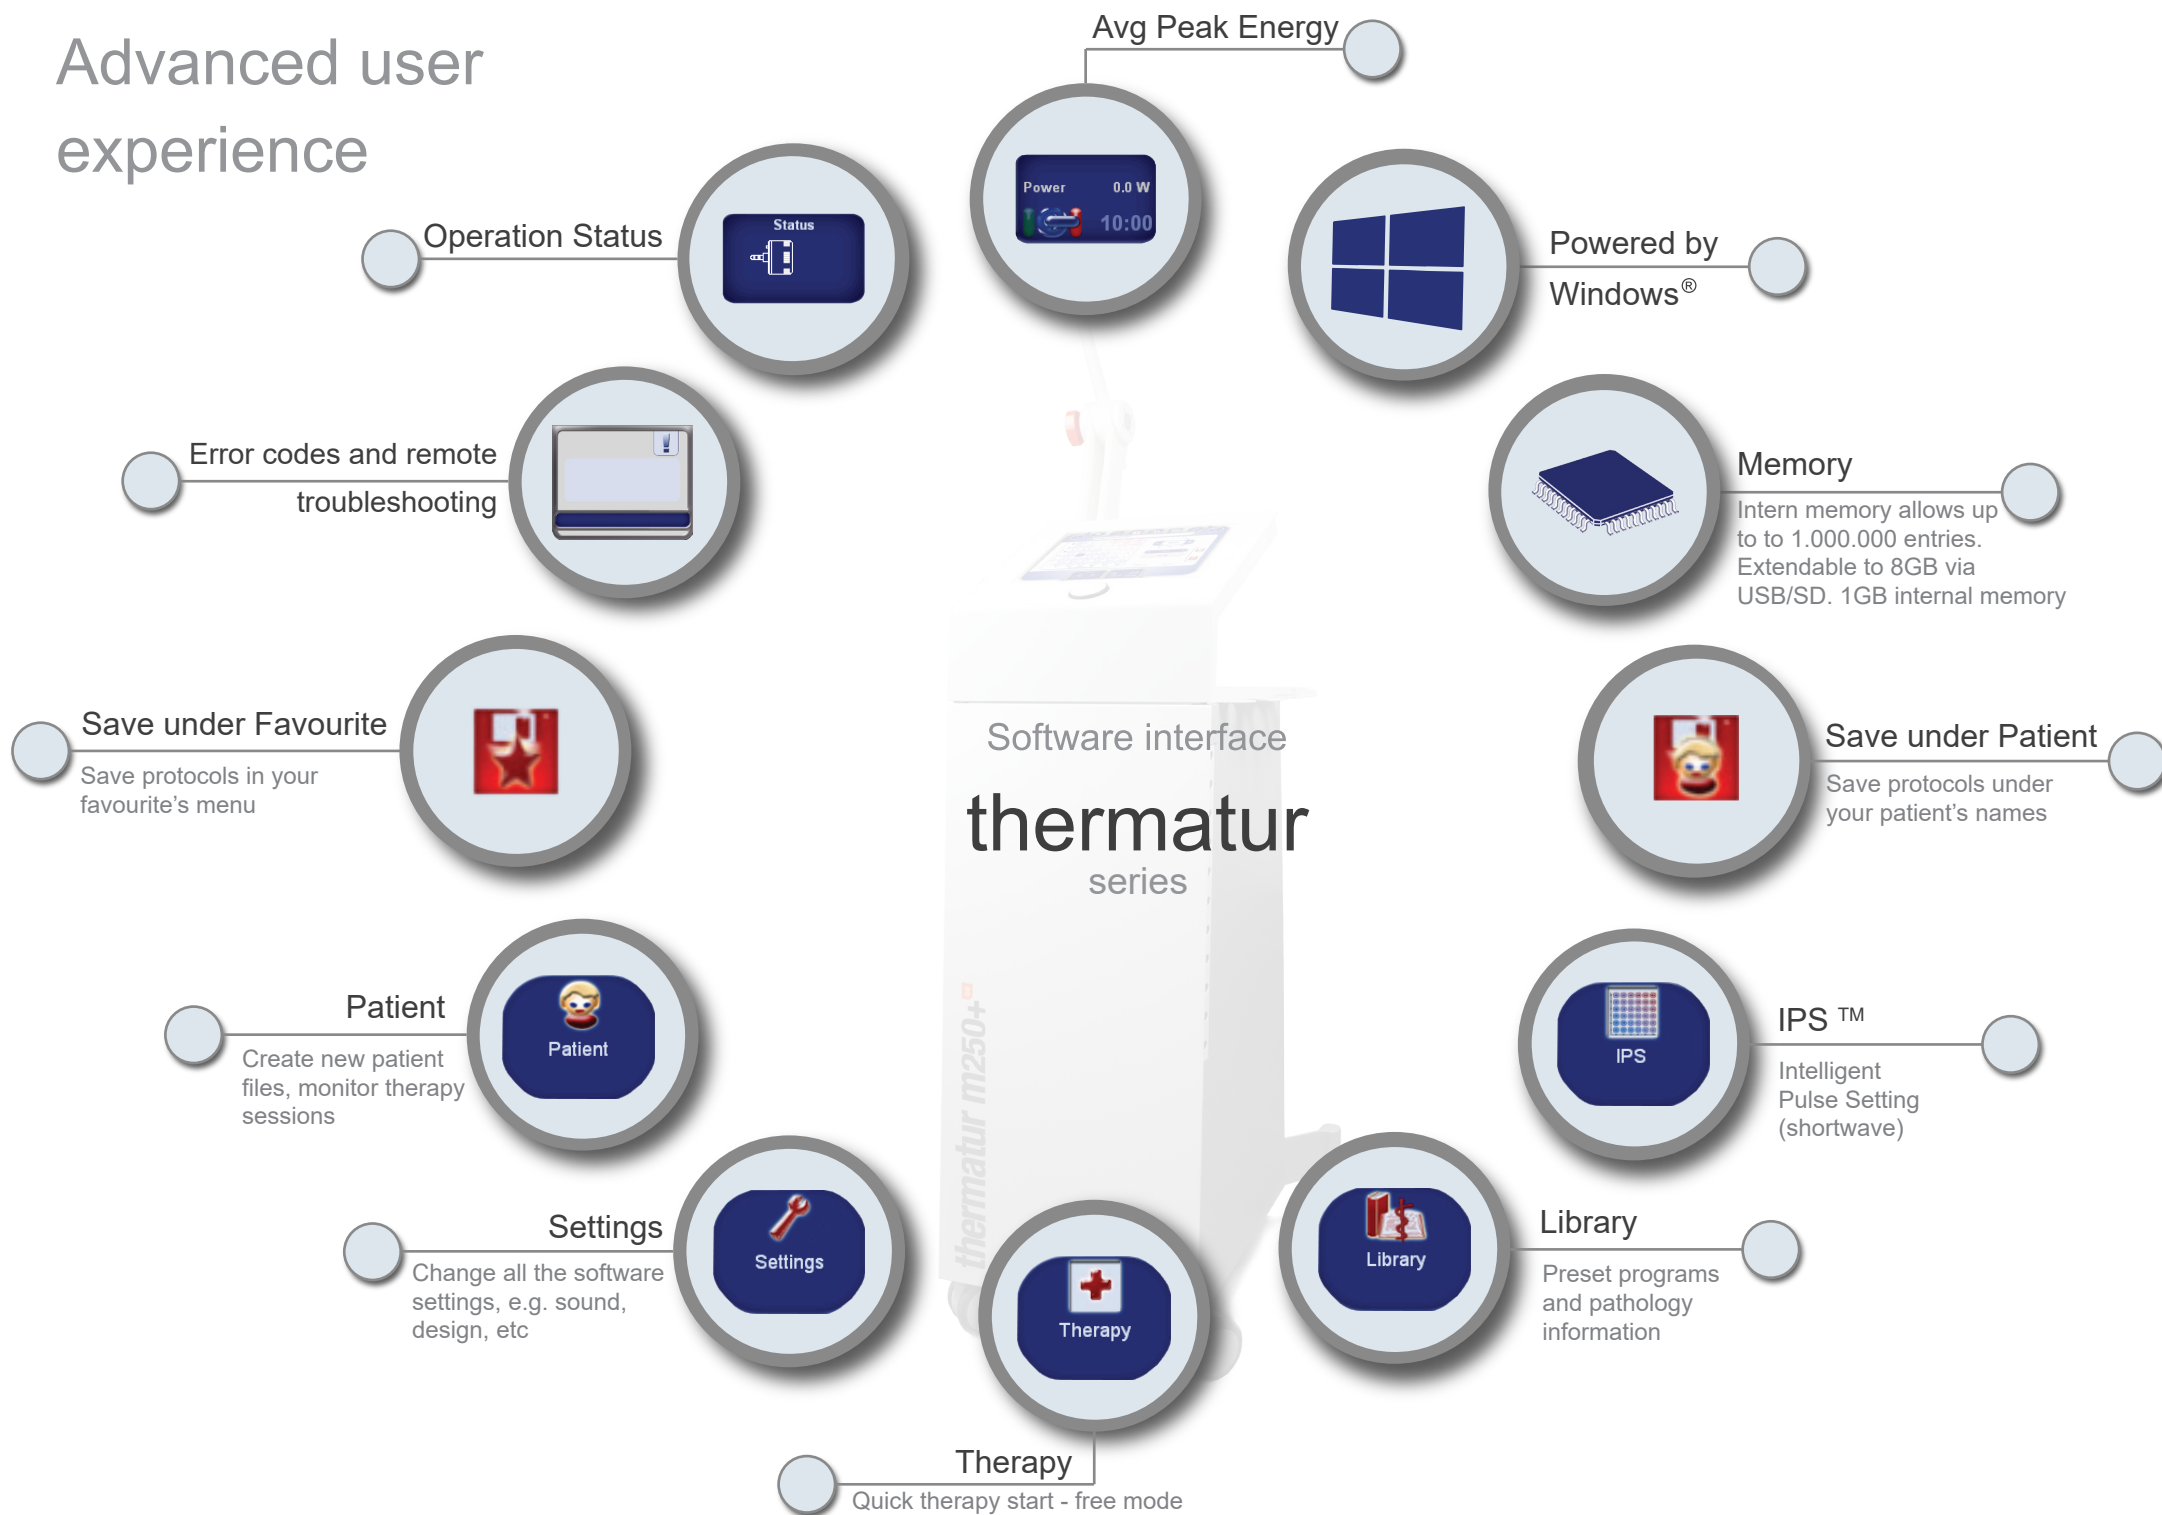 Advanced user
experience
Avg Peak Energy
Power 0.0 W
10:00
Operation Status
Status
Powered by
Windows®
Error codes and remote
troubleshooting
Memory
Intern memory allows up
to to 1.000.000 entries.
Extendable to 8GB via
USB/SD. 1GB internal memory
Save under Favourite
Save protocols in your
favourite’s menu
Software interface
thermatur
series
Save under Patient
Save protocols under
your patient’s names
Patient
Create new patient
files, monitor therapy
sessions
Patient
thermatur m250+
IPS
IPS ™
Intelligent
Pulse Setting
(shortwave)
Settings
Change all the software
settings, e.g. sound,
design, etc
Settings
Library
Library
Preset programs
and pathology
information
Therapy
Therapy
Quick therapy start - free mode